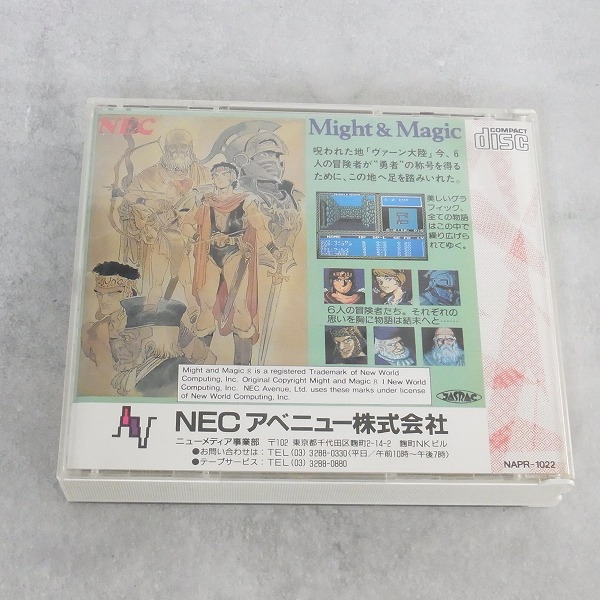 NEC
Might & Magic
COMPACT
disc
呪われた地「ヴァーン大陸」今、6
人の冒険者が“勇者”の称号を得る
ために、この地へ足を踏みいれた。
美しいグラ
フィック、
全ての物語
はこの中で
繰り広げら
れてゆく。
6人の冒険者たち。それぞれの
思いを胸に物語は結末へと……
Might and Magic R is a registered Trademark of New World
Computing, Inc. Original Copyright Might and Magic R I New World
Computing, Inc. NEC Avenue, Ltd. uses these marks under license
of New World Computing, Inc.
JASRAC
NEC アベニュー株式会社
ニューメディア事業部 〒102 東京都千代田区麹町2-14-2 麹町NKビル
●お問い合わせは：TEL(03)3288-0330(平日／午前10時〜午後7時)
●テープサービス：TEL(03)3288-0880
NAPR-1022